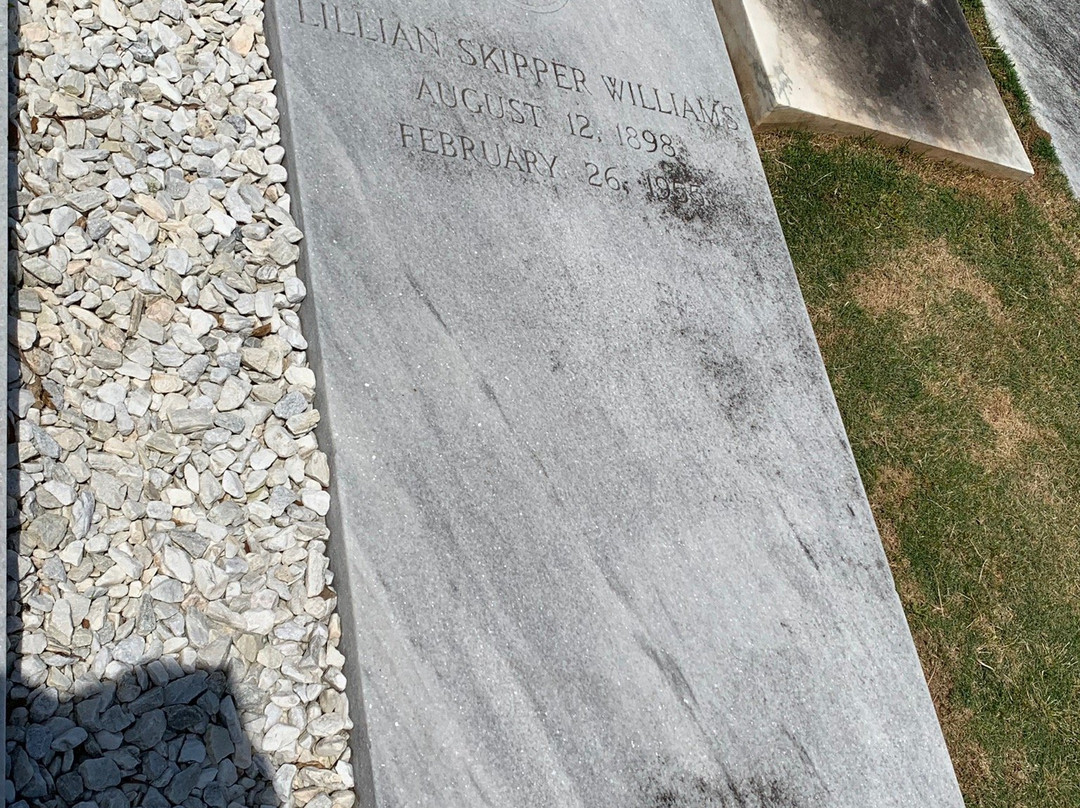 LILLIAN SKIPPER WILLIAMS
AUGUST 12, 1898
FEBRUARY 26,